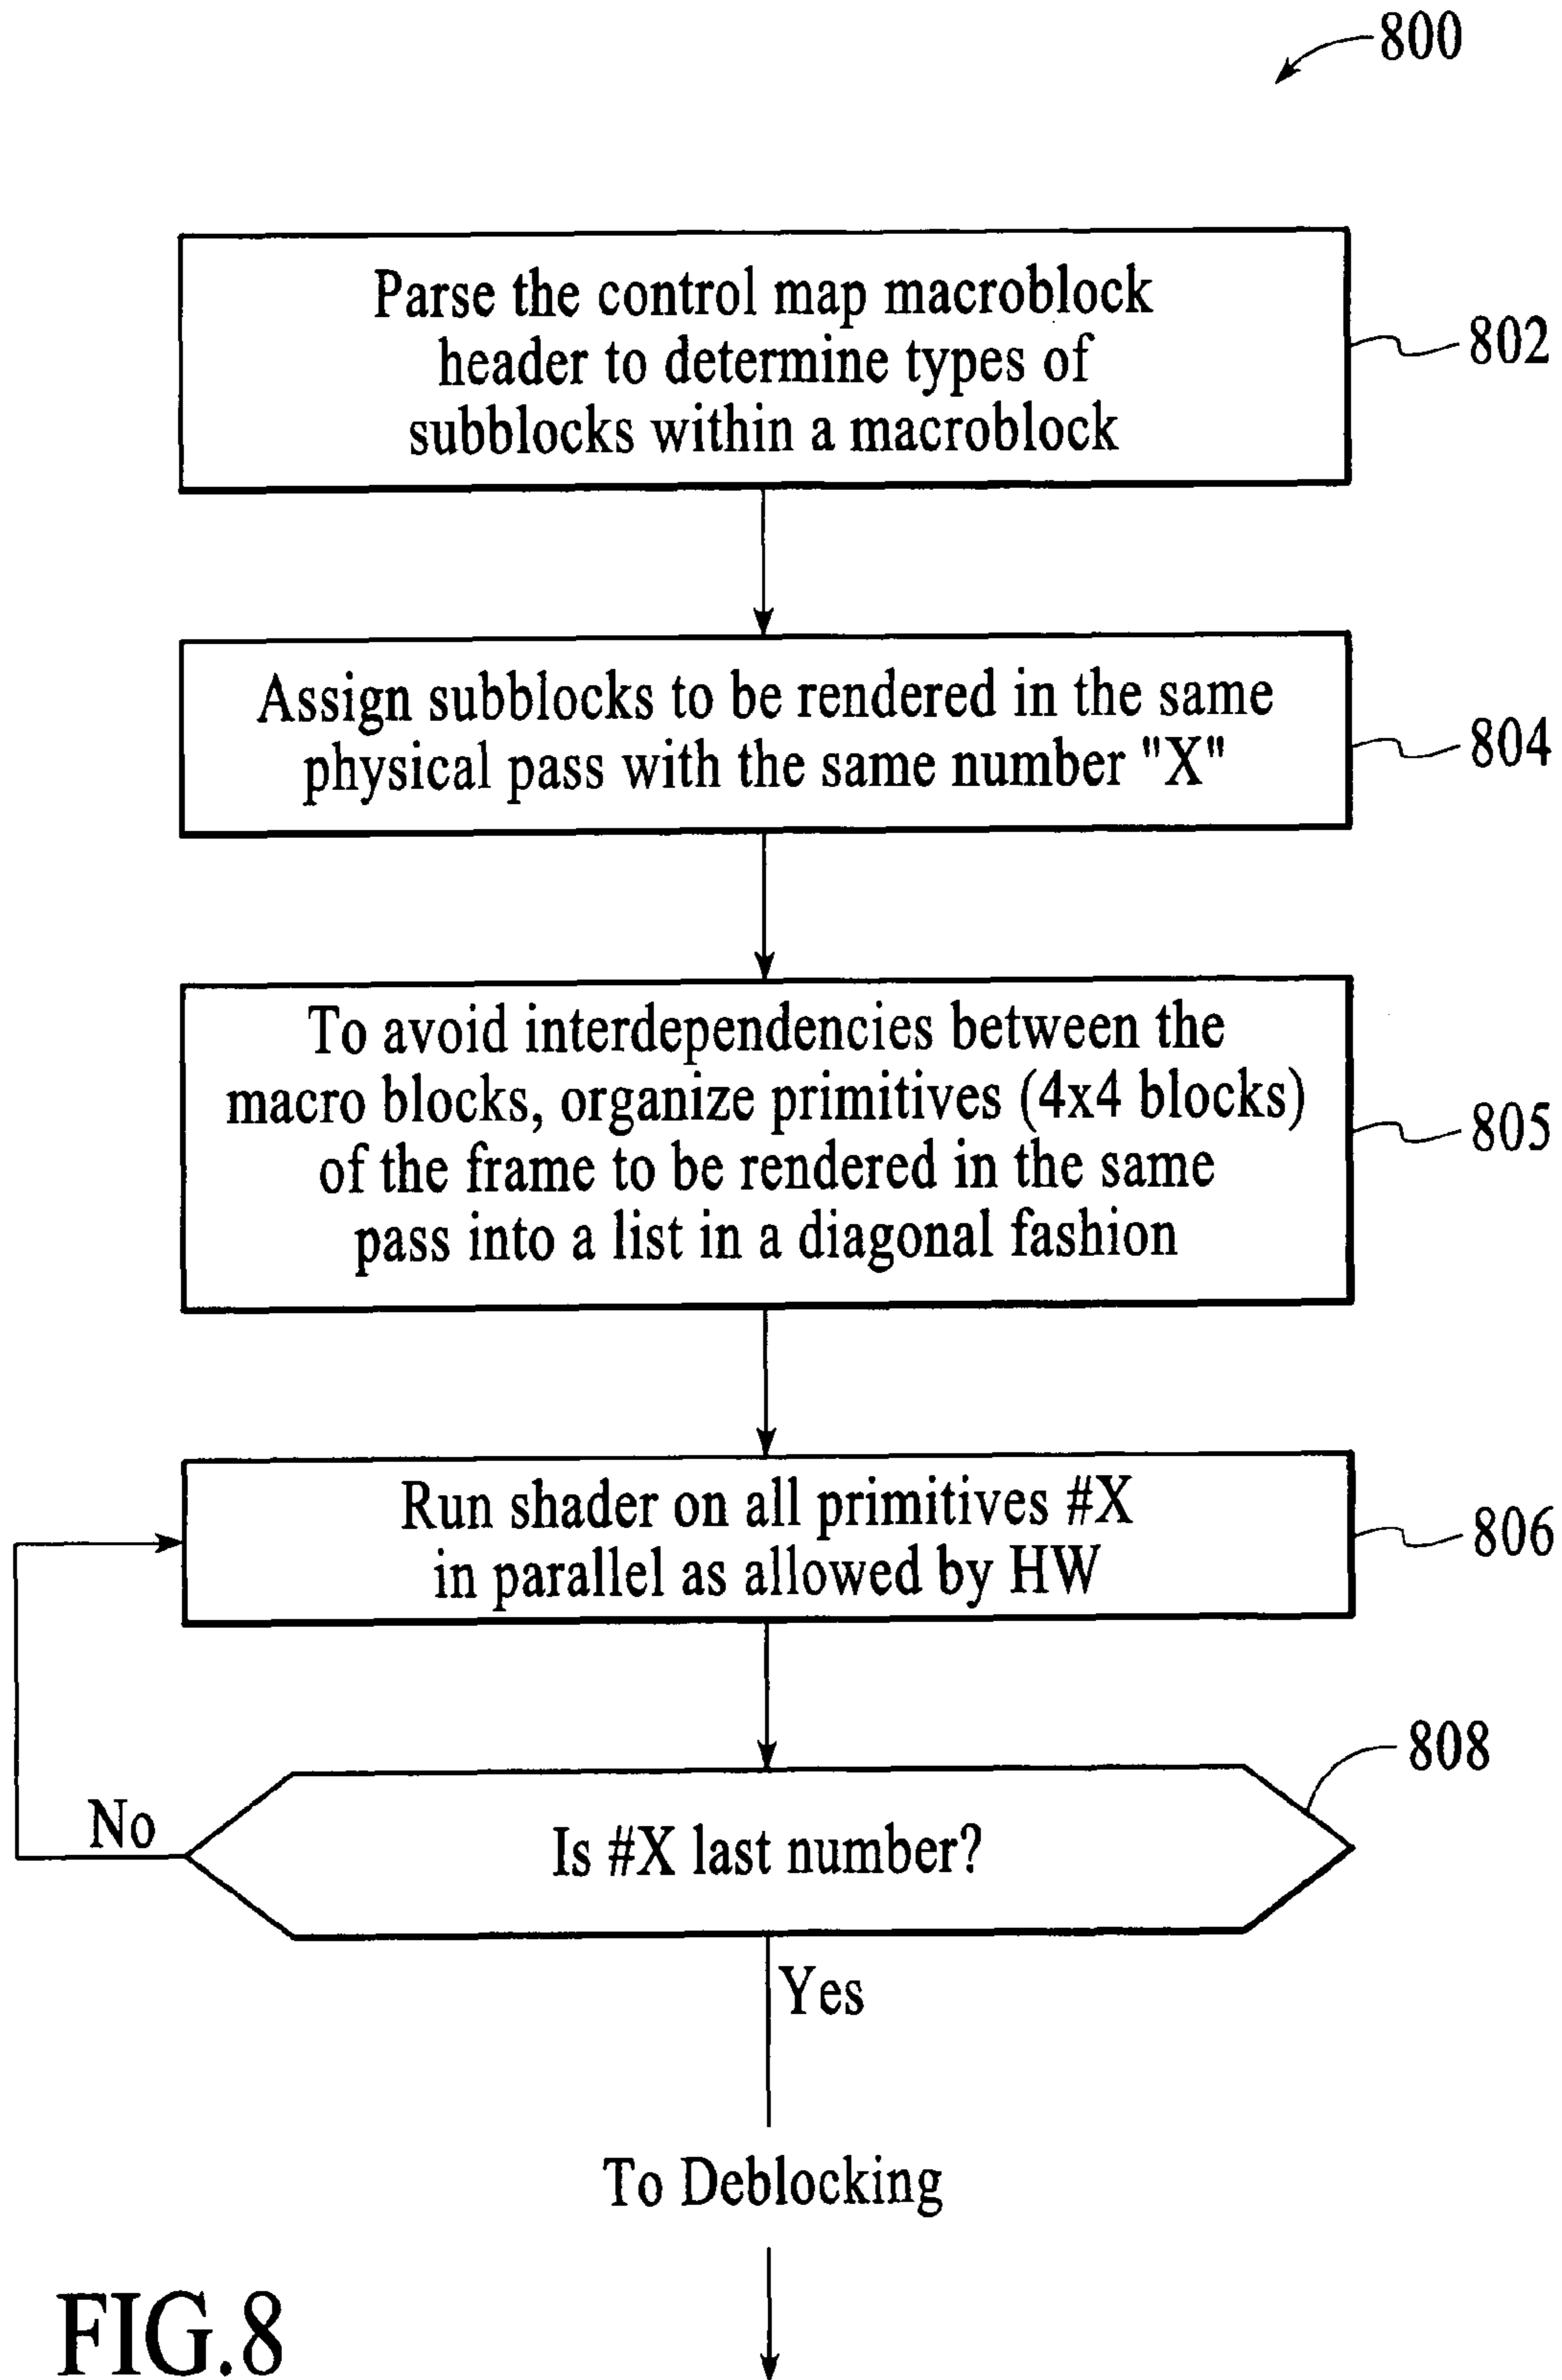 800
Parse the control map macroblock
header to determine types of
subblocks within a macroblock
802
Assign subblocks to be rendered in the same
physical pass with the same number "X"
804
To avoid interdependencies between the
macro blocks, organize primitives (4x4 blocks)
of the frame to be rendered in the same
pass into a list in a diagonal fashion
805
Run shader on all primitives #X
in parallel as allowed by HW
806
808
No
Is #X last number?
Yes
To Deblocking
FIG.8